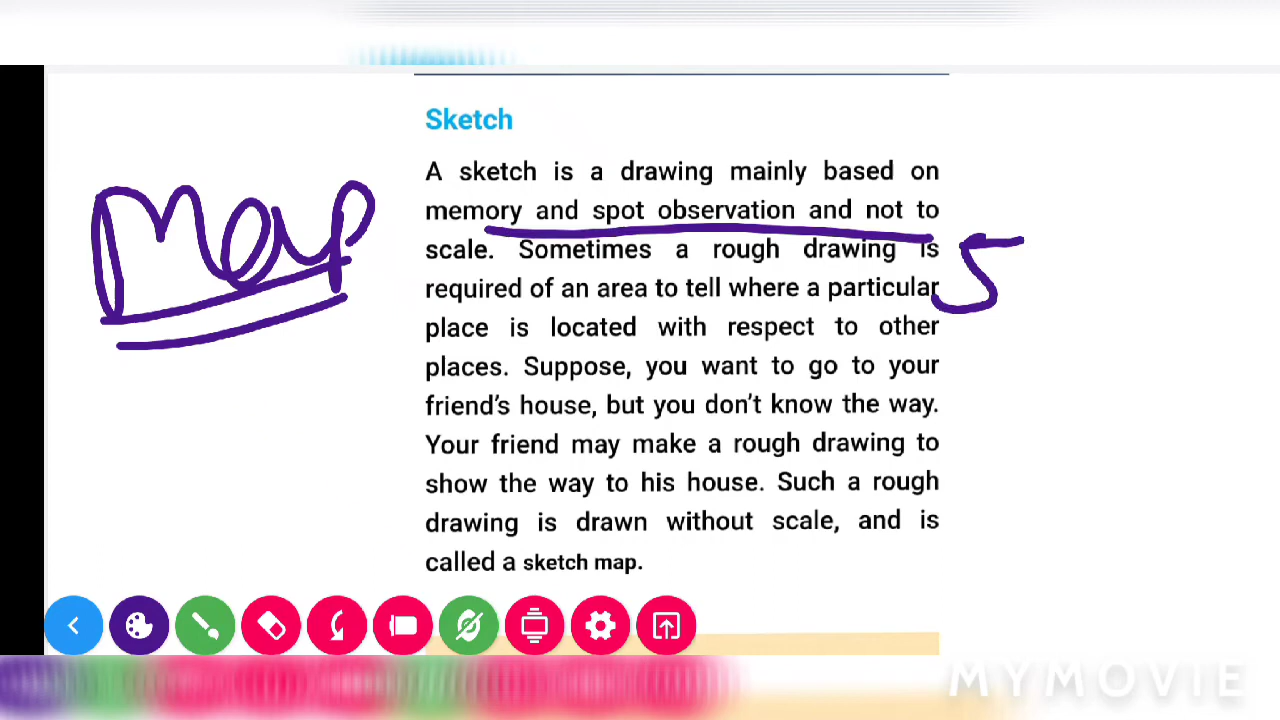 Sketch
A sketch is a drawing mainly based on
memory and spot observation and not to
scale. Sometimes a rough drawing is
required of an area to tell where a particular
place is located with respect to other
places. Suppose, you want to go to your
friend's house, but you don't know the way.
Your friend may make a rough drawing to
show the way to his house. Such a rough
drawing is drawn without scale, and is
called a sketch map.
Map
5
MYMOVIE